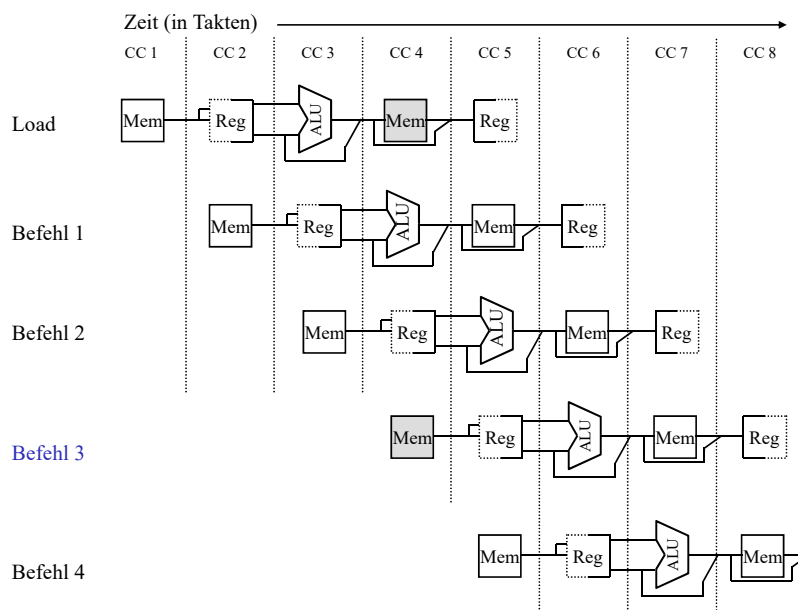 Zeit (in Takten)
CC 1 CC 2 CC 3 CC 4 CC 5 CC 6 CC 7 CC 8
Load Mem Reg ALU Mem Reg
Befehl 1 Mem Reg ALU Mem Reg
Befehl 2 Mem Reg ALU Mem Reg
Befehl 3 Mem Reg ALU Mem Reg
Befehl 4 Mem Reg ALU Mem